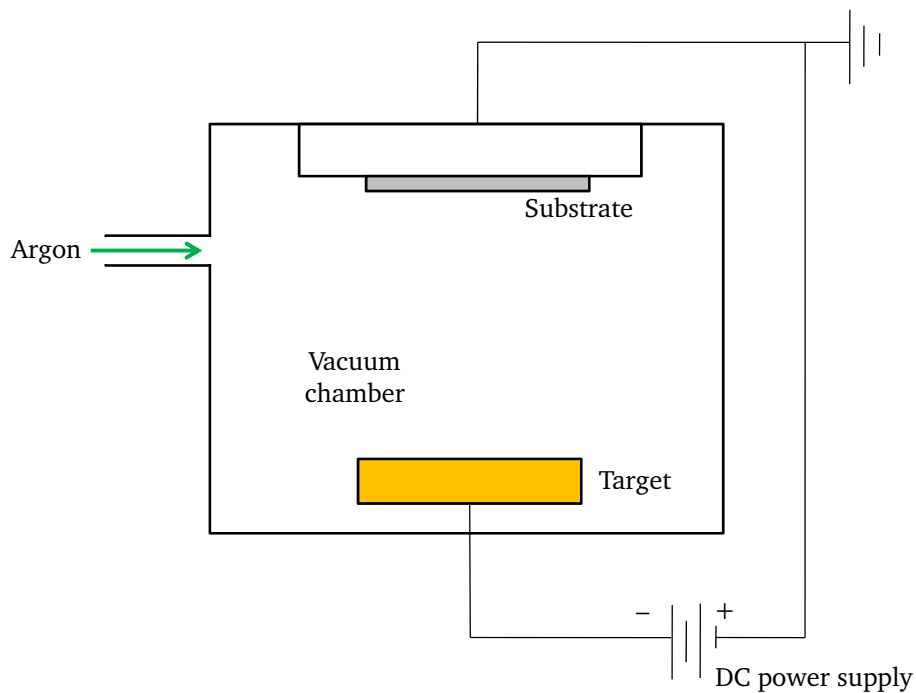 Substrate
Argon
Vacuum
chamber
Target
– +
DC power supply